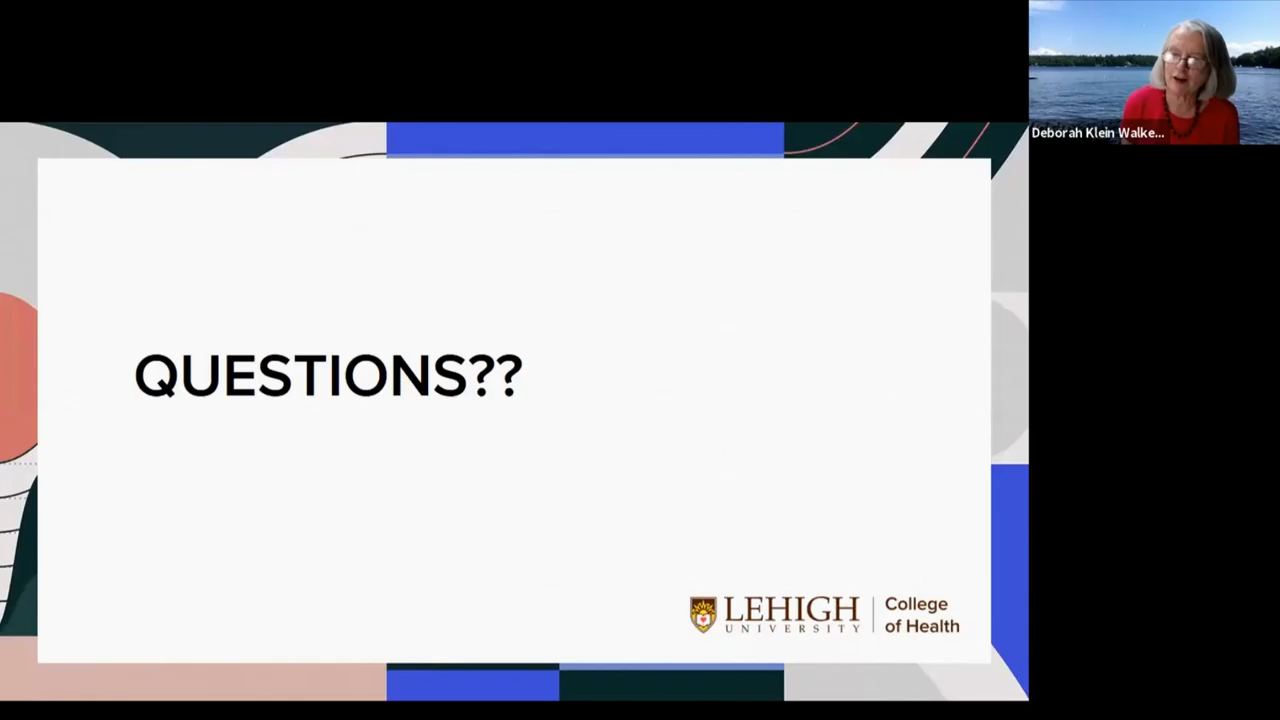 Deborah Klein Walke...
QUESTIONS??
LEHIGH
UNIVERSITY
College
of Health